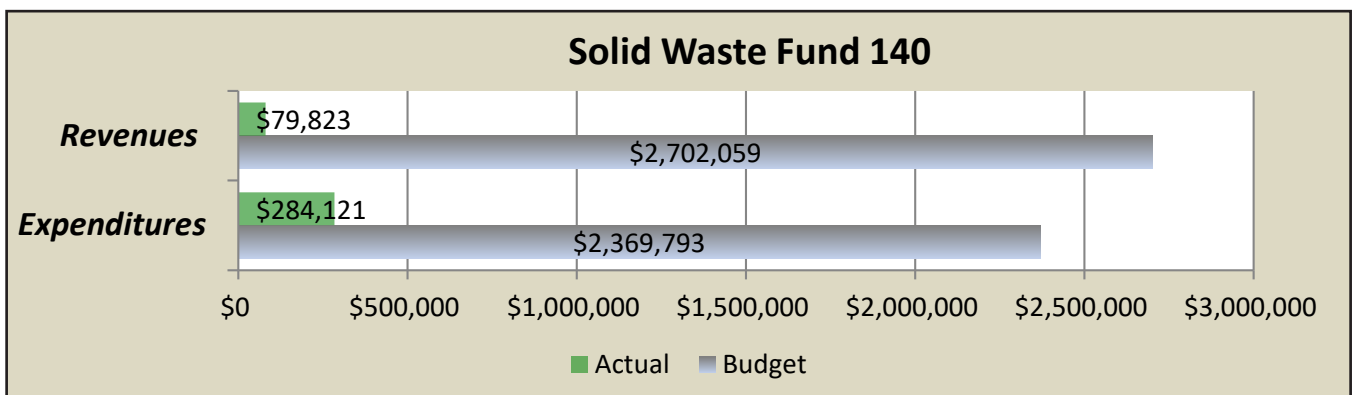 Solid Waste Fund 140
Revenues
$79,823
$2,702,059
Expenditures
$284,121
$2,369,793
$0 $500,000 $1,000,000 $1,500,000 $2,000,000 $2,500,000 $3,000,000
Actual Budget